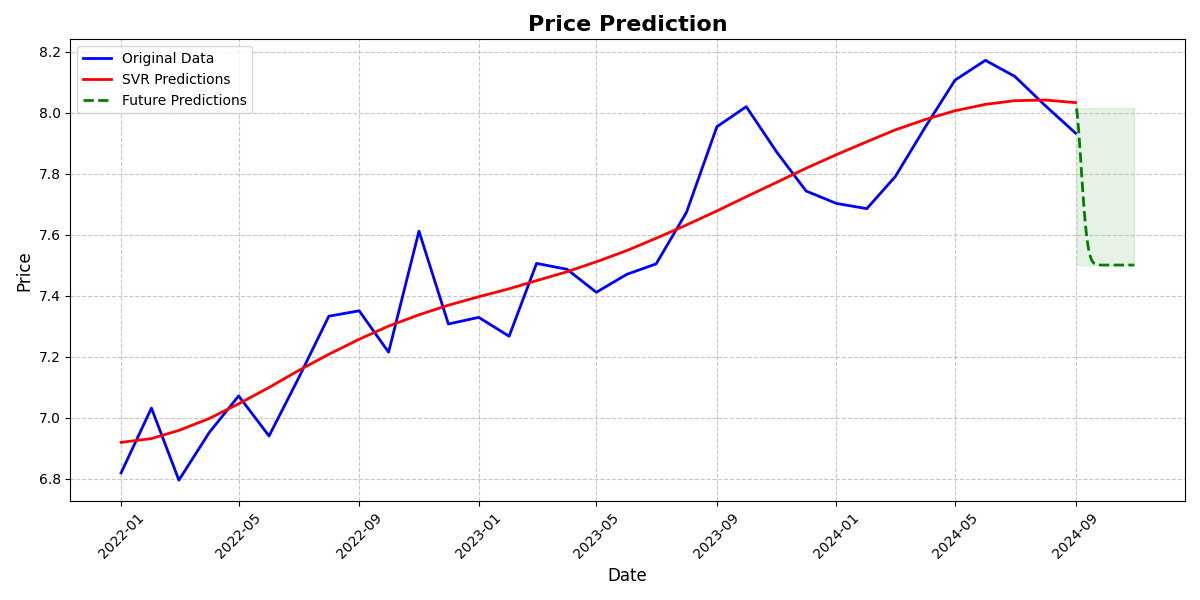 Price Prediction
Original Data
SVR Predictions
Future Predictions
Price
8.2
8.0
7.8
7.6
7.4
7.2
7.0
6.8
2022-01
2022-05
2022-09
2023-01
2023-05
2023-09
2024-01
2024-05
2024-09
Date